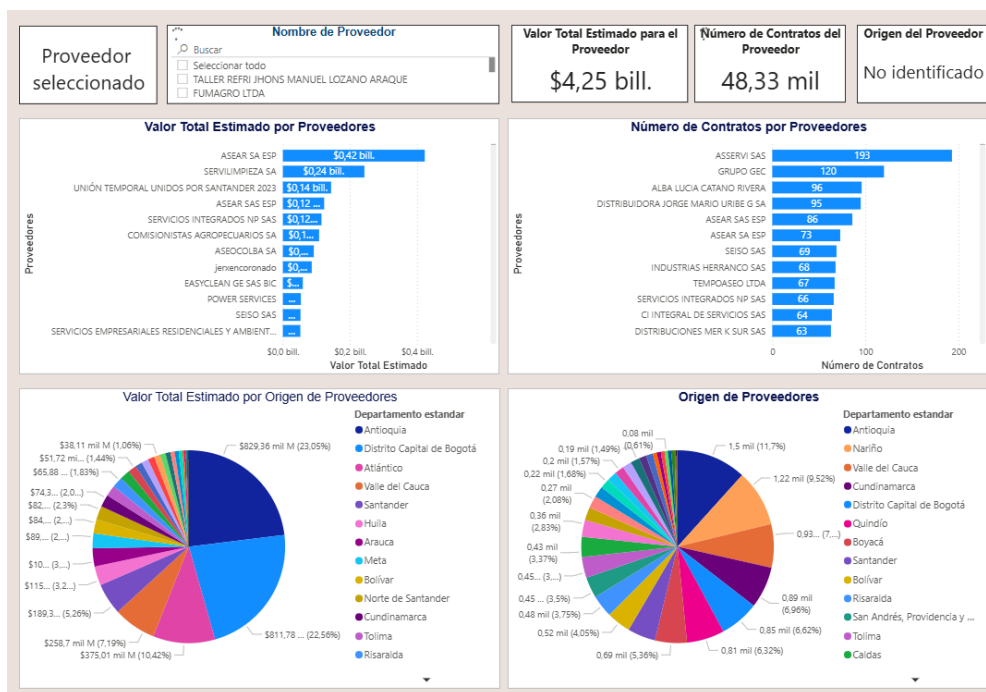 Proveedor
seleccionado
Nombre de Proveedor
Buscar
Seleccionar todo
TALLER REFRI JHONS MANUEL LOZANO ARAQUE
FUMAGRO LTDA
Valor Total Estimado para el
Proveedor
$4,25 bill.
Número de Contratos del
Proveedor
48,33 mil
Origen del Proveedor
No identificado
Valor Total Estimado por Proveedores
Proveedores
ASEAR SA ESP
$0,42 bill.
SERVILIMPIEZA SA
$0,24 bill.
UNIÓN TEMPORAL UNIDOS POR SANTANDER 2023
$0,14 bill.
ASEAR SAS ESP
$0,12 ...
SERVICIOS INTEGRADOS NP SAS
$0,12...
COMISIONISTAS AGROPECUARIOS SA
$0,1...
ASEOCOLBA SA
$0,...
jerxencoronado
$0,...
EASYCLEAN GE SAS BIC
$...
POWER SERVICES
...
SEISO SAS
...
SERVICIOS EMPRESARIALES RESIDENCIALES Y AMBIENT...
...
$0,0 bill.
$0,2 bill.
$0,4 bill.
Valor Total Estimado
Número de Contratos por Proveedores
Proveedores
ASSERVI SAS
193
GRUPO GEC
120
ALBA LUCIA CATANO RIVERA
96
DISTRIBUIDORA JORGE MARIO URIBE G SA
95
ASEAR SAS ESP
86
ASEAR SA ESP
73
SEISO SAS
69
INDUSTRIAS HERRANCO SAS
68
TEMPOASEO LTDA
67
SERVICIOS INTEGRADOS NP SAS
66
CI INTEGRAL DE SERVICIOS SAS
64
DISTRIBUCIONES MER K SUR SAS
63
0
100
200
Número de Contratos
Valor Total Estimado por Origen de Proveedores
$829,36 mil M (23,05%)
$811,78 ... (22,56%)
$375,01 mil M (10,42%)
$258,7 mil M (7,19%)
$189,3... (5,26%)
$115... (3,2...)
$10... (3,...)
$89,... (2,...)
$84,... (2,...)
$82... (2,3%)
$74,3... (2,0...)
$65,88 ... (1,83%)
$51,72 mi... (1,44%)
$38,11 mil M (1,06%)
Departamento estandar
Antioquia
Distrito Capital de Bogotá
Atlántico
Valle del Cauca
Santander
Huila
Arauca
Meta
Bolívar
Norte de Santander
Cundinamarca
Tolima
Risaralda
Origen de Proveedores
1,5 mil (11,7%)
1,22 mil (9,52%)
0,93... (7,...)
0,89 mil
(6,96%)
0,85 mil (6,62%)
0,81 mil (6,32%)
0,69 mil (5,36%)
0,52 mil (4,05%)
0,48 mil (3,75%)
0,45 ... (3,5%)
0,45... (3,...)
0,43 mil
(3,37%)
0,36 mil
(2,83%)
0,27 mil
(2,08%)
0,22 mil (1,68%)
0,2 mil (1,57%)
0,19 mil (1,49%)
0,08 mil
(0,61%)
Departamento estandar
Antioquia
Nariño
Valle del Cauca
Cundinamarca
Distrito Capital de Bogotá
Quindío
Boyacá
Santander
Bolívar
Risaralda
San Andrés, Providencia y ...
Tolima
Caldas